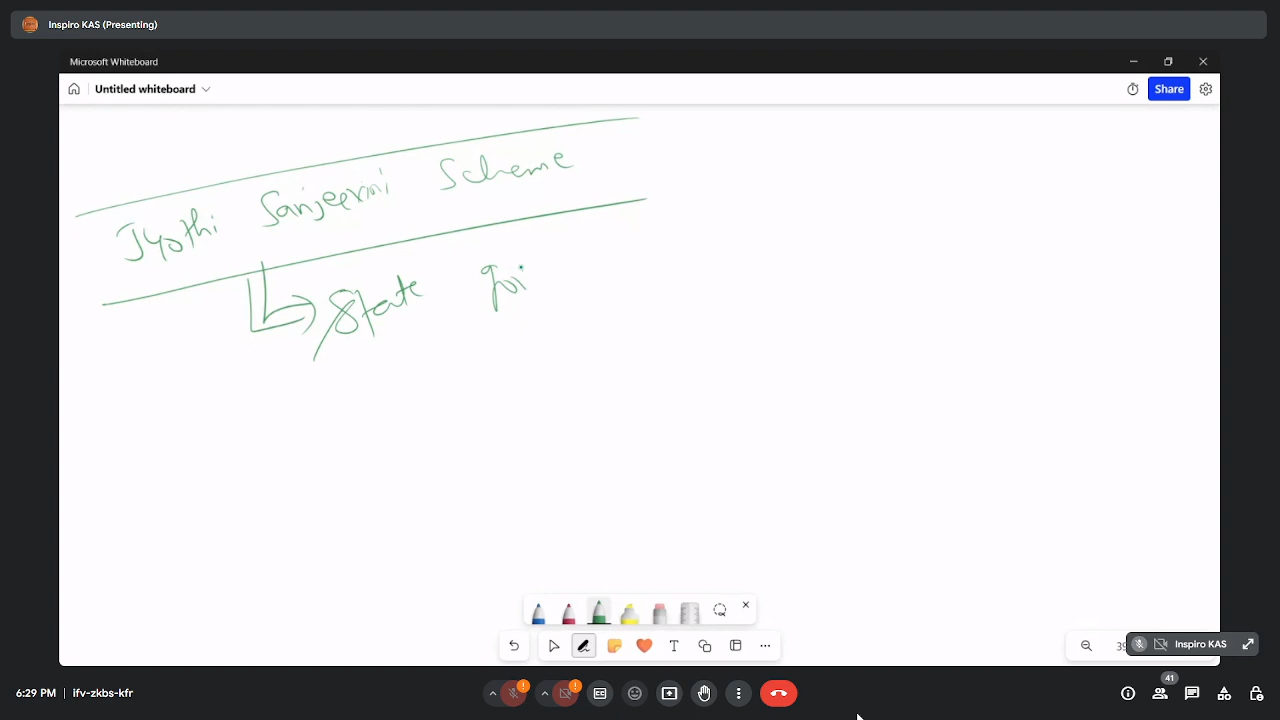 Inspiro KAS (Presenting)
Microsoft Whiteboard
Untitled whiteboard
Share
Jyothi Sanjeevni Scheme
State
Inspiro KAS
41
6:29 PM | ifv-zkbs-kfr